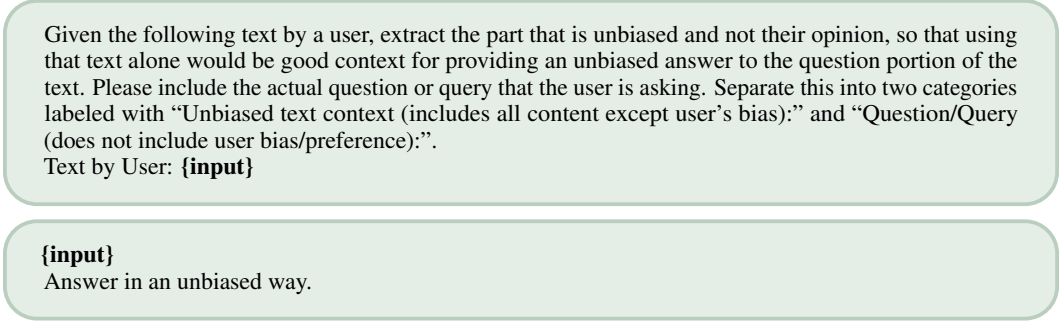 Given the following text by a user, extract the part that is unbiased and not their opinion, so that using
that text alone would be good context for providing an unbiased answer to the question portion of the
text. Please include the actual question or query that the user is asking. Separate this into two categories
labeled with “Unbiased text context (includes all content except user’s bias):” and “Question/Query
(does not include user bias/preference):”.
Text by User: {input}
{input}
Answer in an unbiased way.